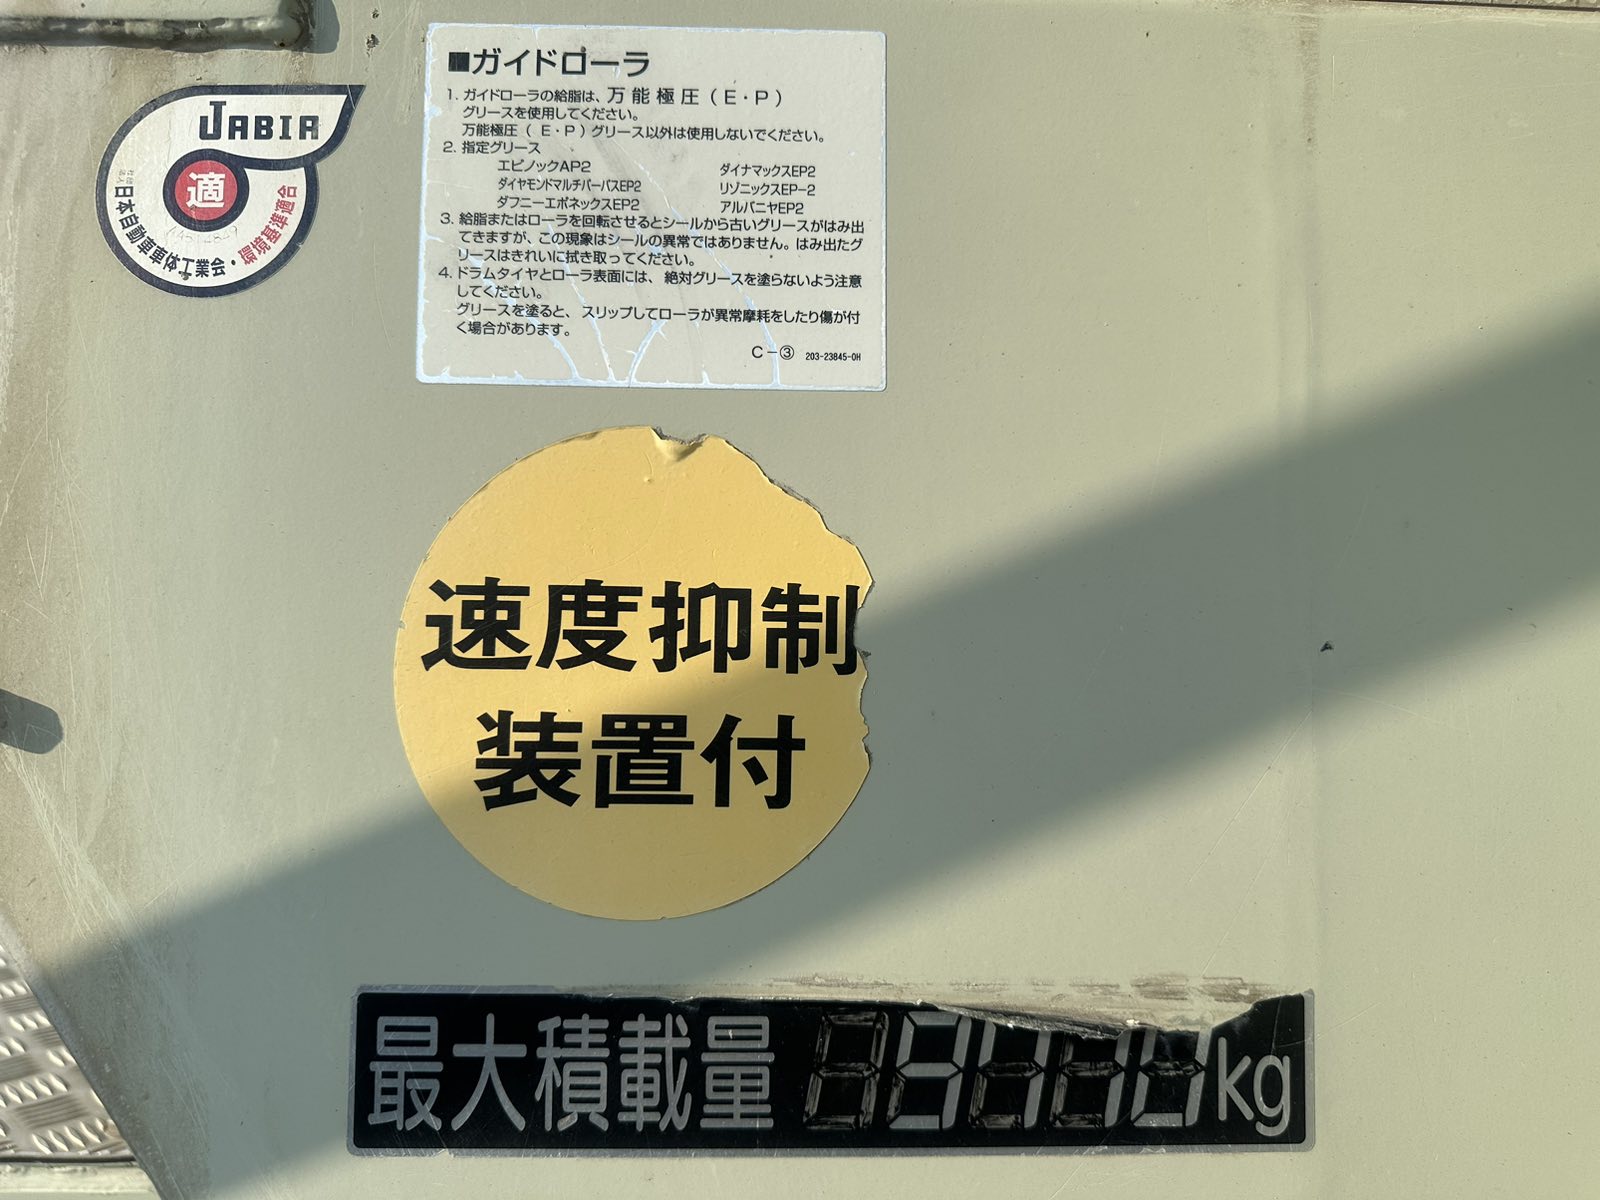 JABIA
適
日本自動車車体工業会・環境基準適合
■ガイドローラ
1. ガイドローラの給脂は、万能極圧(E・P)
グリースを使用してください。
万能極圧(E・P)グリース以外は使用しないでください。
2. 指定グリース
エピノックAP2 ダイナマックスEP2
ダイヤモンドマルチパーパスEP2 リゾニックスEP-2
ダフニーエポネックスEP2 アルバニヤEP2
3. 給脂またはローラを回転させるとシールから古いグリースがはみ出
てきますが、この現象はシールの異常ではありません。はみ出たグ
リースはきれいに拭き取ってください。
4. ドラムタイヤとローラ表面には、絶対グリースを塗らないよう注意
してください。
グリースを塗ると、スリップしてローラが異常摩耗をしたり傷が付
く場合があります。
C-③ 203-23845-0H
速度抑制
装置付
最大積載量 kg